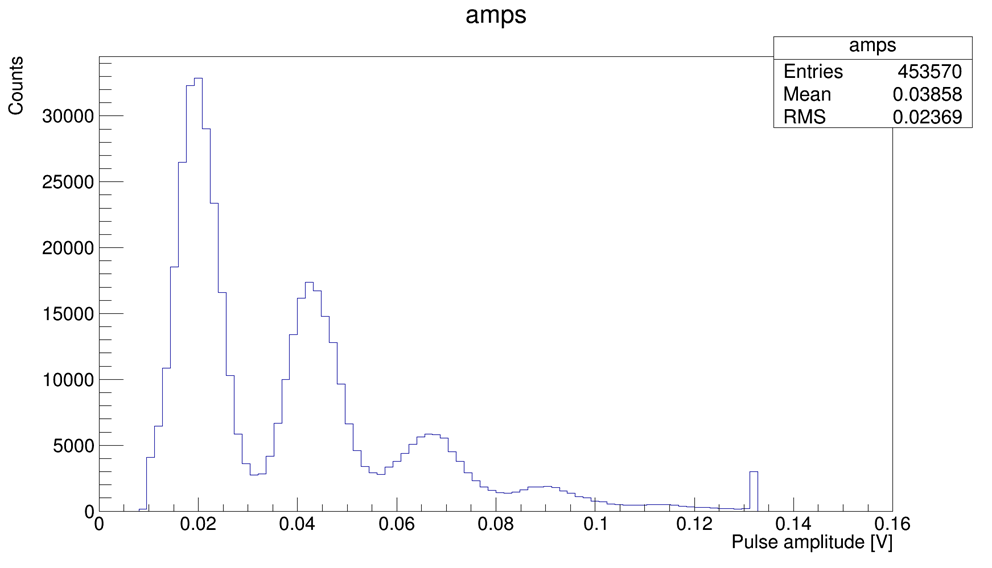 amps
amps
Entries 453570
Mean 0.03858
RMS 0.02369
Counts
30000
25000
20000
15000
10000
5000
0
0 0.02 0.04 0.06 0.08 0.1 0.12 0.14 0.16
Pulse amplitude [V]